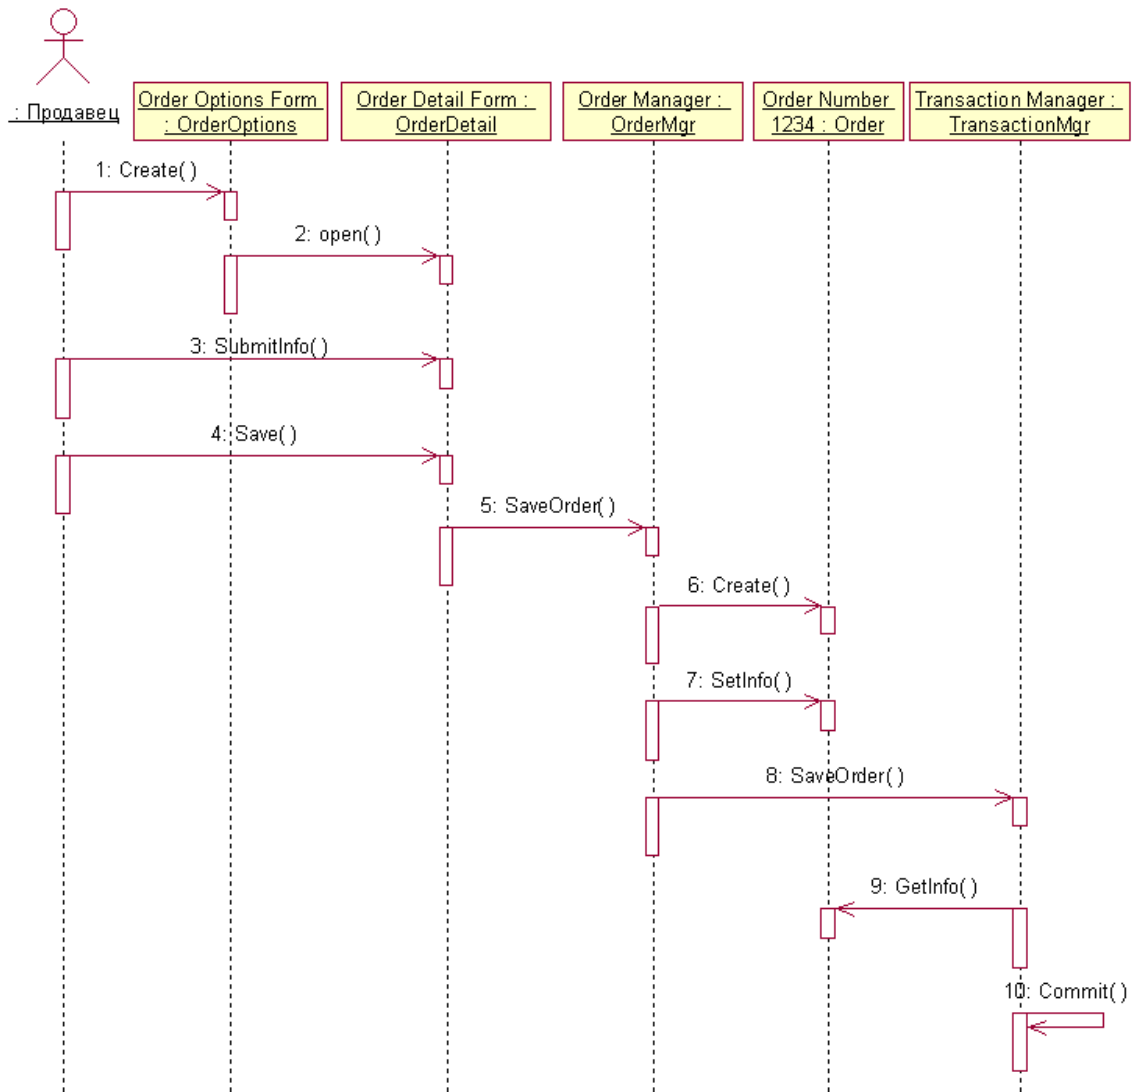 : Продавец
Order Options Form
: OrderOptions
Order Detail Form :
OrderDetail
Order Manager :
OrderMgr
Order Number
1234 : Order
Transaction Manager :
TransactionMgr
1: Create( )
2: open( )
3: SubmitInfo( )
4: Save( )
5: SaveOrder( )
6: Create( )
7: SetInfo( )
8: SaveOrder( )
9: GetInfo( )
10: Commit( )